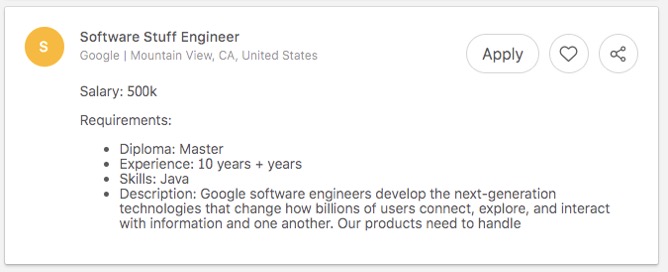 S
Software Stuff Engineer
Google | Mountain View, CA, United States
Apply
Salary: 500k
Requirements:
Diploma: Master
Experience: 10 years + years
Skills: Java
Description: Google software engineers develop the next-generation
technologies that change how billions of users connect, explore, and interact
with information and one another. Our products need to handle